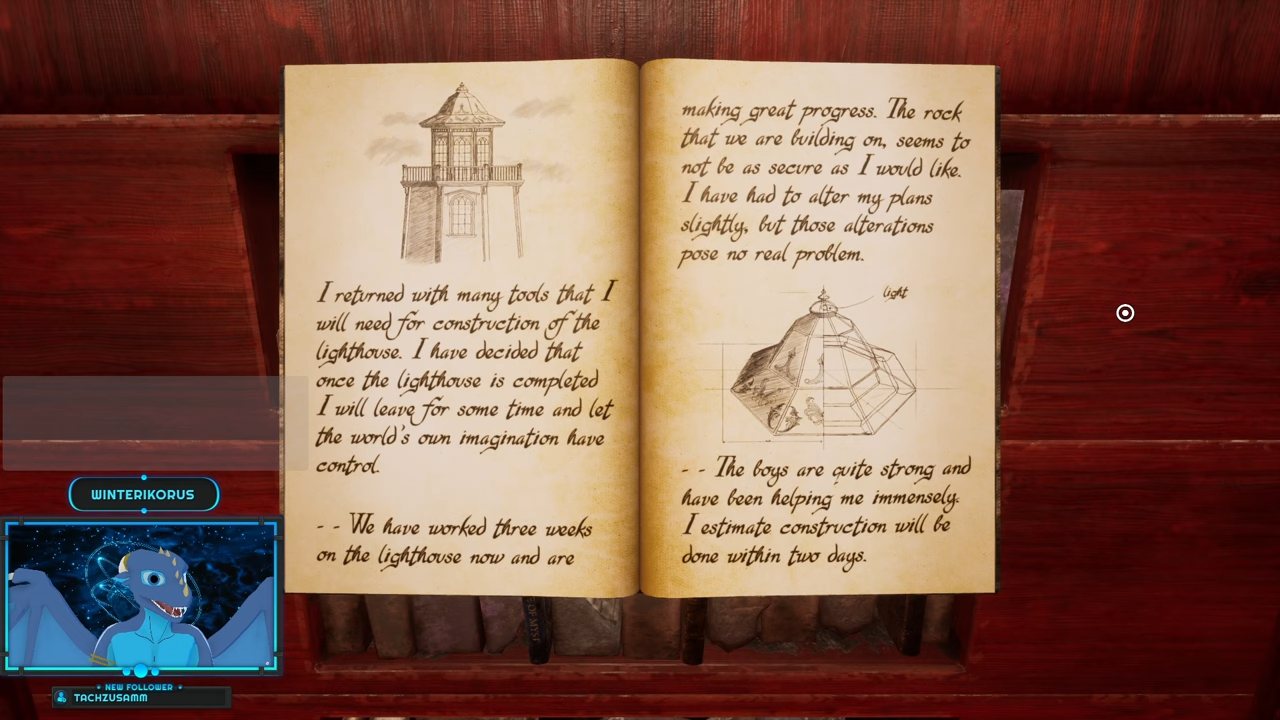 I returned with many tools that I
will need for construction of the
lighthouse. I have decided that
once the lighthouse is completed
I will leave for some time and let
the world's own imagination have
control.
- - We have worked three weeks
on the lighthouse now and are
making great progress. The rock
that we are building on, seems to
not be as secure as I would like.
I have had to alter my plans
slightly, but those alterations
pose no real problem.
light
- - The boys are quite strong and
have been helping me immensely.
I estimate construction will be
done within two days.
OF MYST
WINTERIKORUS
NEW FOLLOWER
TACHZUSAMM